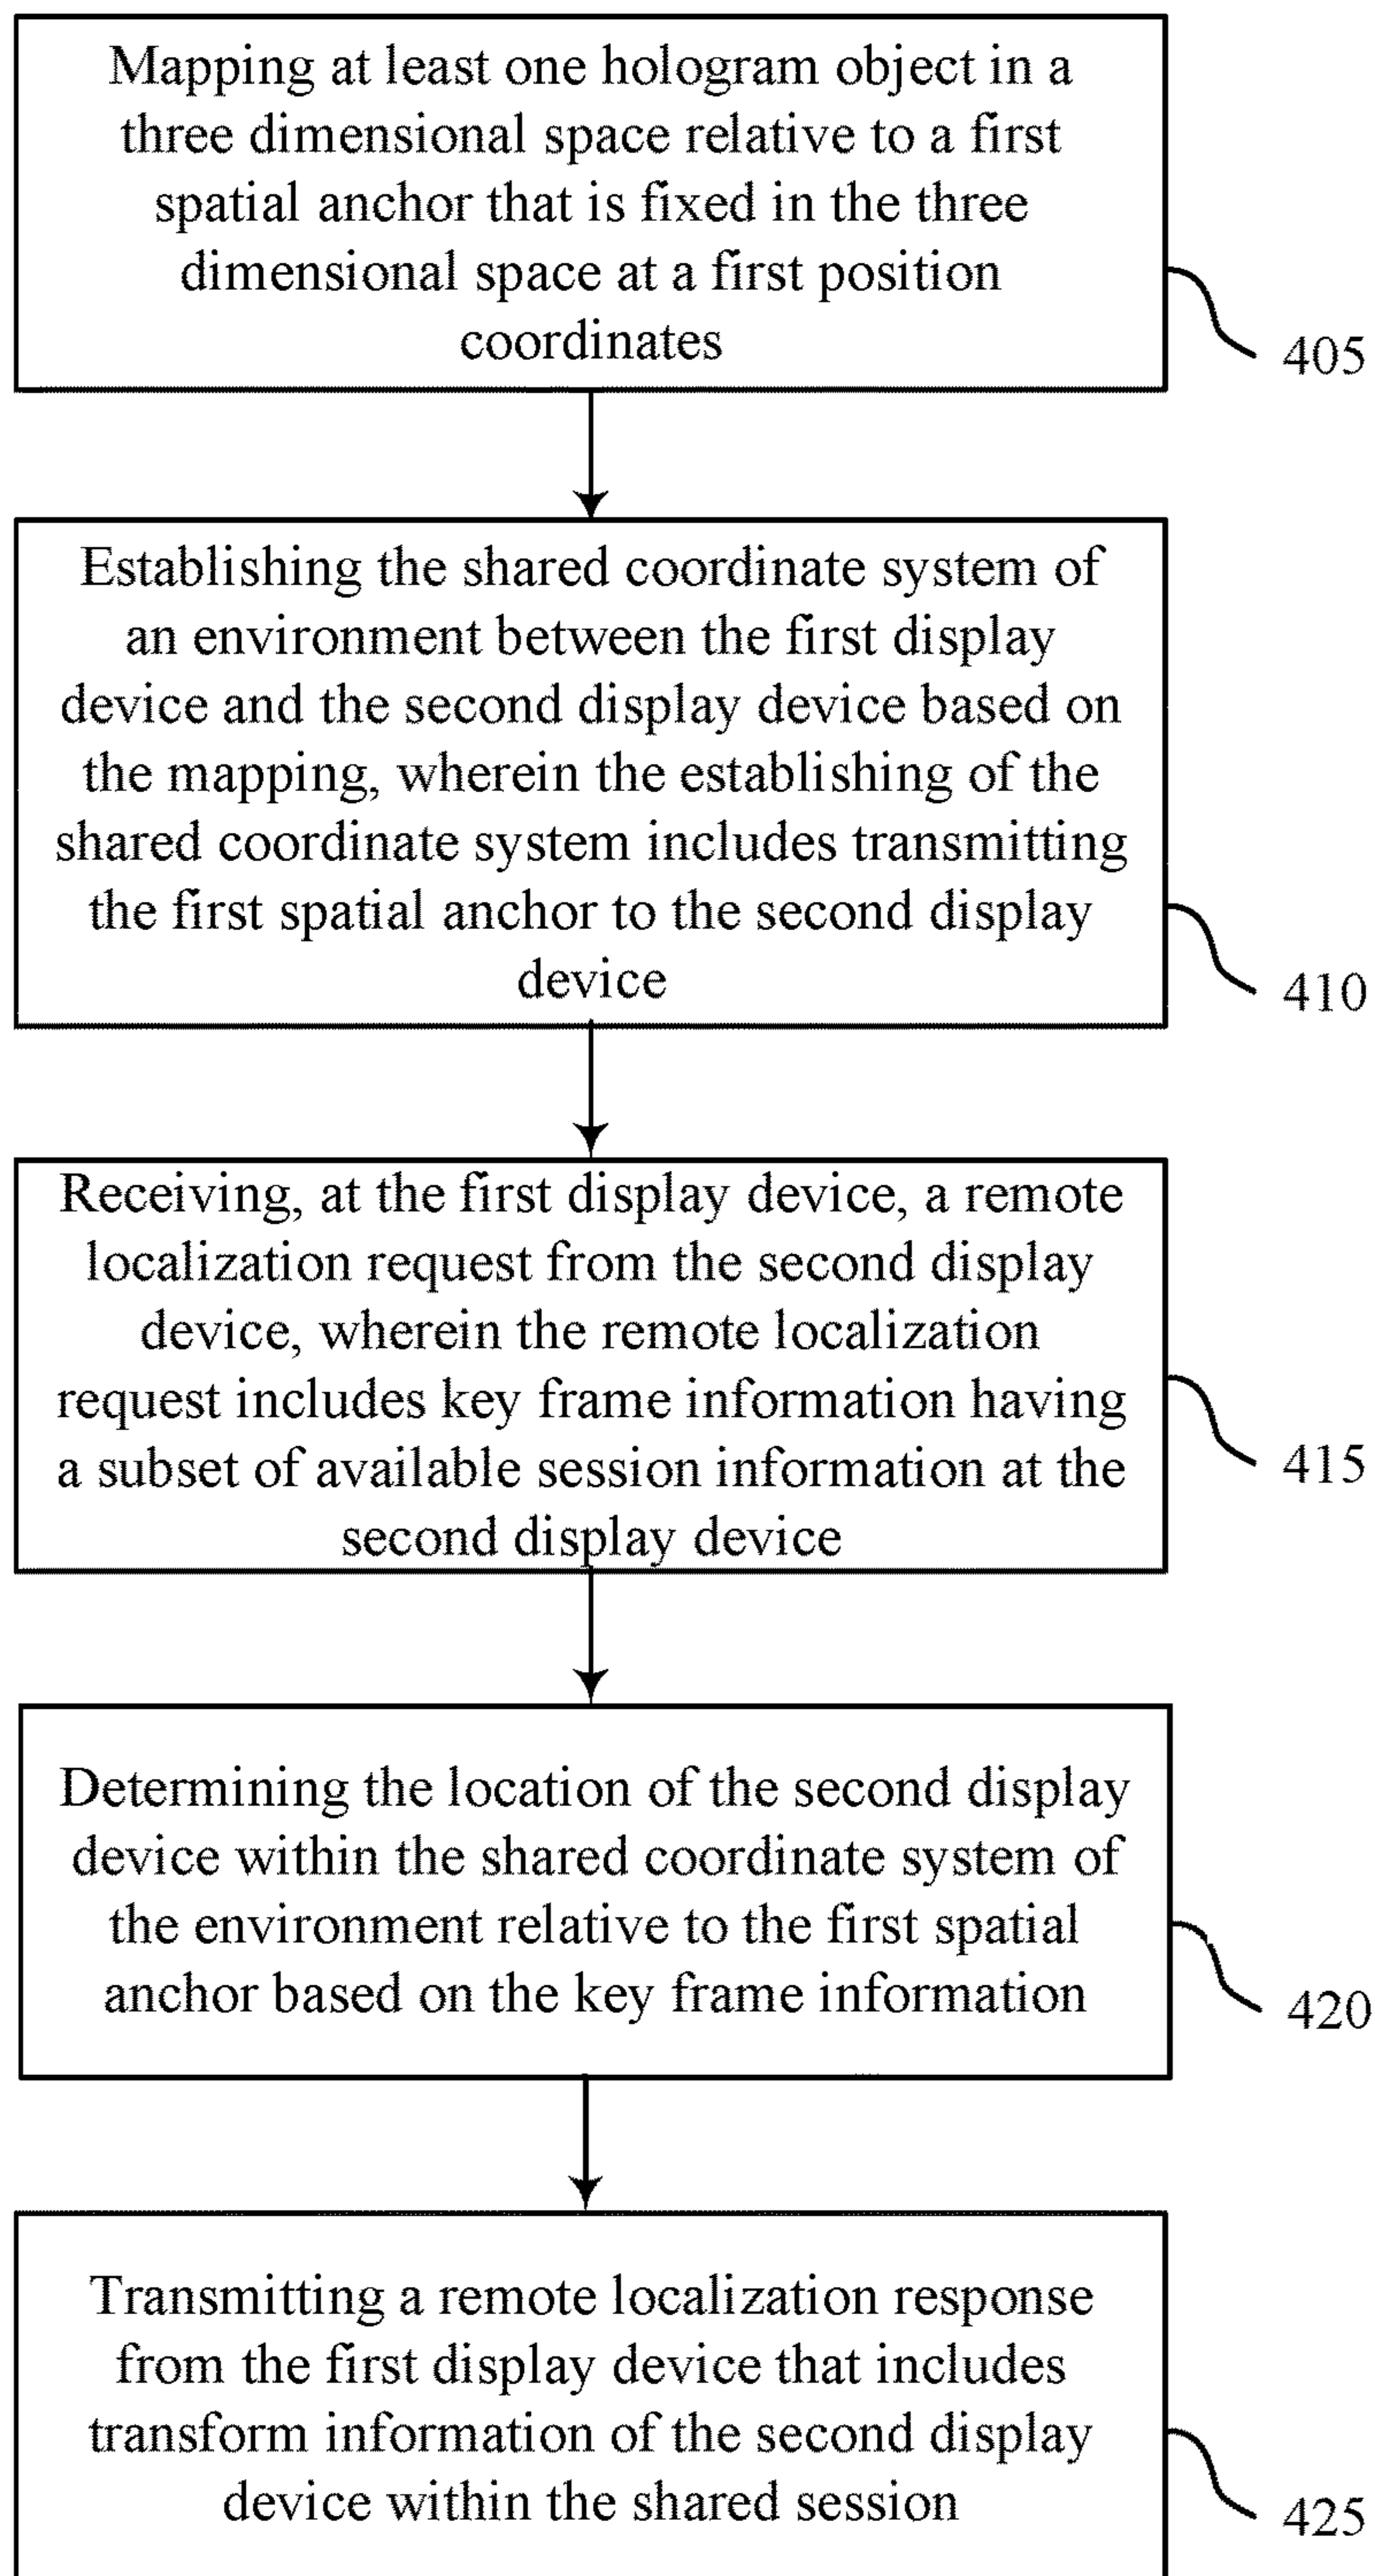 Mapping at least one hologram object in a
three dimensional space relative to a first
spatial anchor that is fixed in the three
dimensional space at a first position
coordinates
405
Establishing the shared coordinate system of
an environment between the first display
device and the second display device based on
the mapping, wherein the establishing of the
shared coordinate system includes transmitting
the first spatial anchor to the second display
device
410
Receiving, at the first display device, a remote
localization request from the second display
device, wherein the remote localization
request includes key frame information having
a subset of available session information at the
second display device
415
Determining the location of the second display
device within the shared coordinate system of
the environment relative to the first spatial
anchor based on the key frame information
420
Transmitting a remote localization response
from the first display device that includes
transform information of the second display
device within the shared session
425